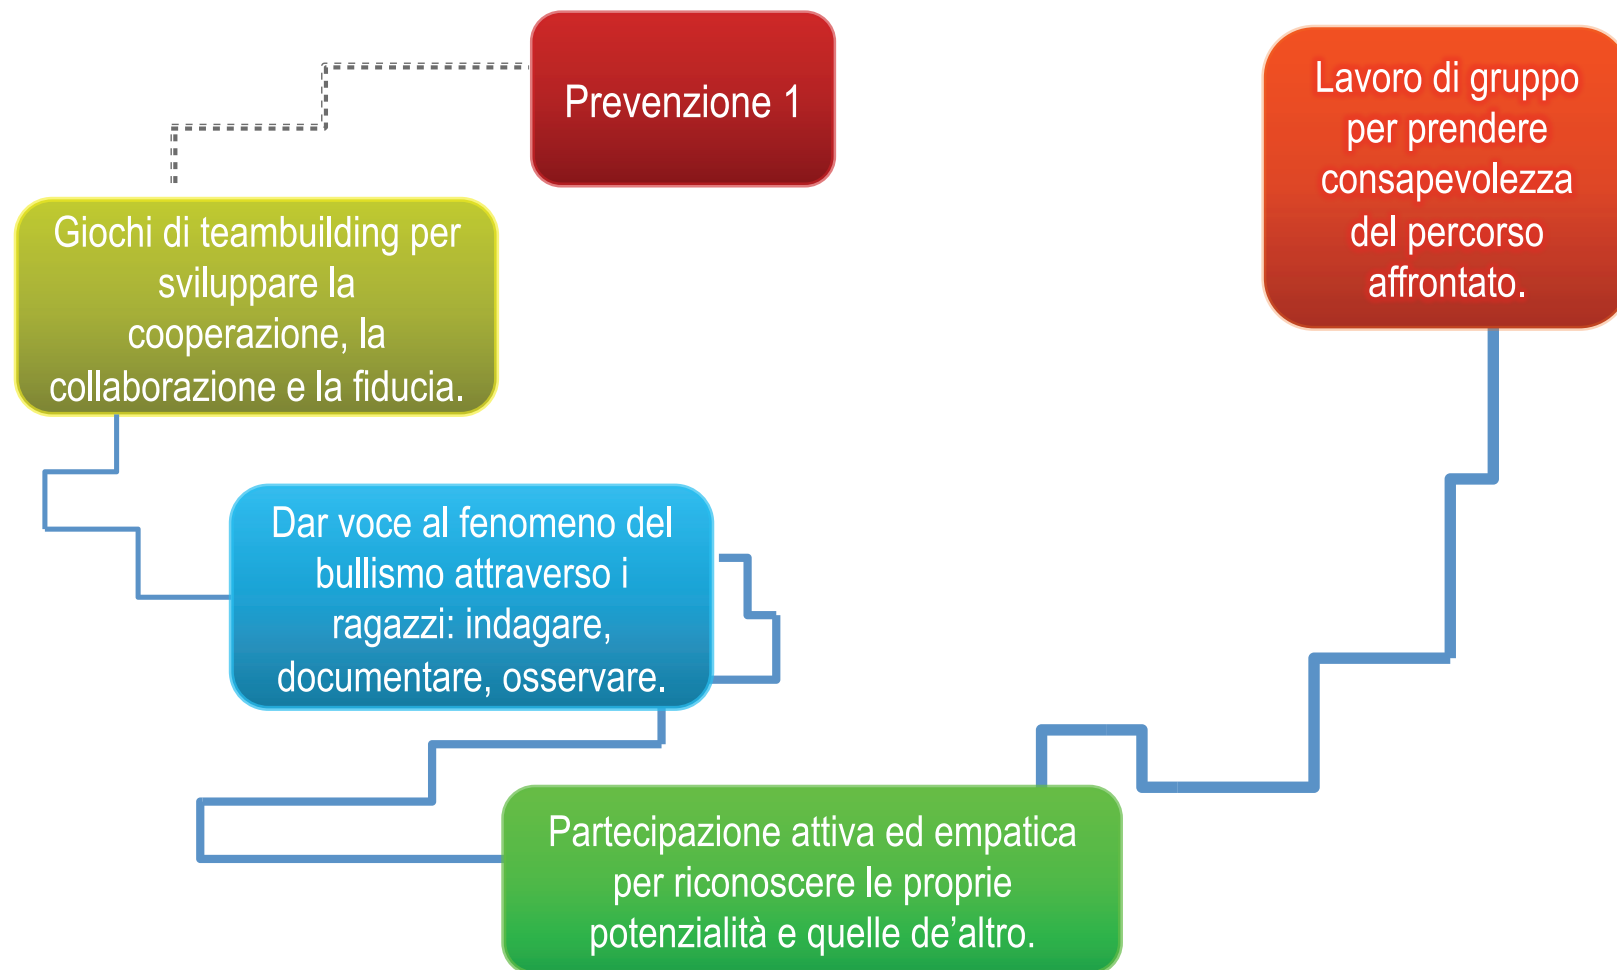 Prevenzione 1
Giochi di teambuilding per
sviluppare la
cooperazione, la
collaborazione e la fiducia.
Dar voce al fenomeno del
bullismo attraverso i
ragazzi: indagare,
documentare, osservare.
Partecipazione attiva ed empatica
per riconoscere le proprie
potenzialità e quelle de’altro.
Lavoro di gruppo
per prendere
consapevolezza
del percorso
affrontato.